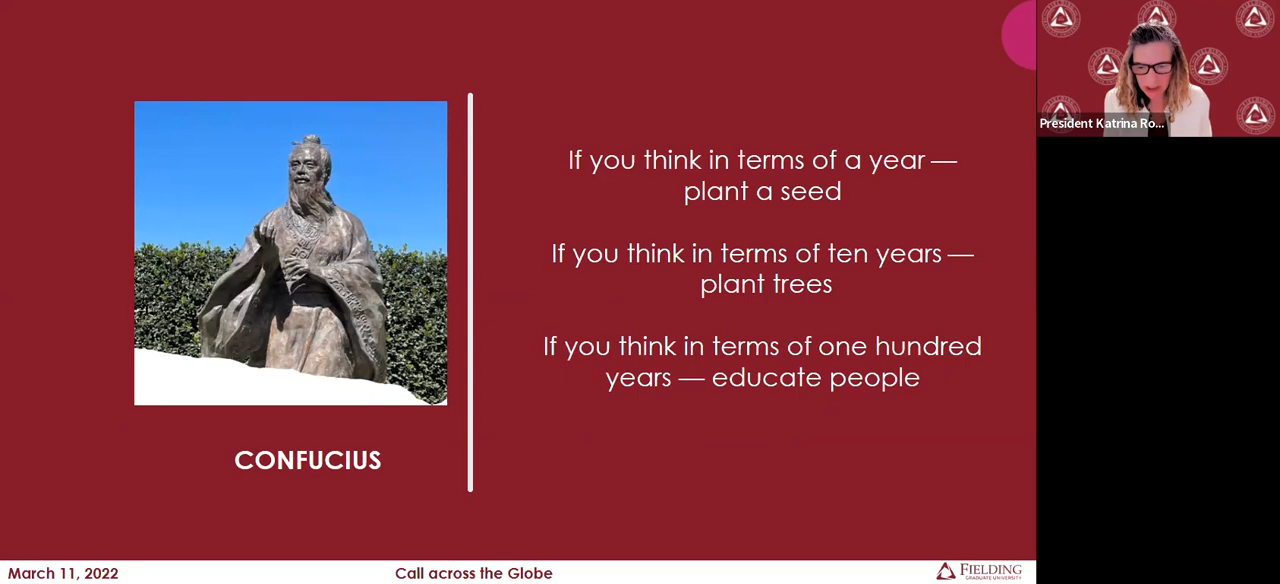 If you think in terms of a year —
plant a seed
If you think in terms of ten years —
plant trees
If you think in terms of one hundred
years — educate people
CONFUCIUS
President Katrina Ro...
March 11, 2022
Call across the Globe
FIELDING
GRADUATE UNIVERSITY